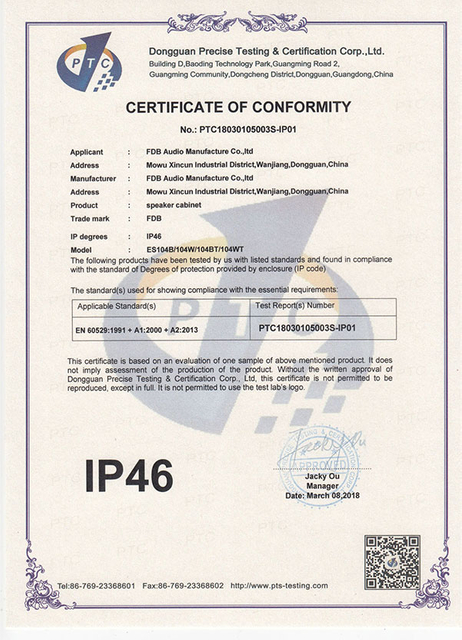 PTC
Dongguan Precise Testing & Certification Corp.,Ltd.
Building D,Baoding Technology Park,Guangming Road 2,
Guangming Community,Dongcheng District,Dongguan,Guangdong,China
CERTIFICATE OF CONFORMITY
No.: PTC18030105003S-IP01
Applicant : FDB Audio Manufacture Co.,ltd
Address : Mowu Xincun Industrial District,Wanjiang,Dongguan,China
Manufacturer : FDB Audio Manufacture Co.,ltd
Address : Mowu Xincun Industrial District,Wanjiang,Dongguan,China
Product : speaker cabinet
Trade mark : FDB
IP degrees : IP46
Model : ES104B/104W/104BT/104WT
The following products have been tested by us with listed standards and found in compliance
with the standard of Degrees of protection provided by enclosure (IP code)
The standard(s) used for showing compliance with the essential requirements:
Applicable Standard(s) Test Report(s) Number
EN 60529:1991 + A1:2000 + A2:2013 PTC18030105003S-IP01
PTC
This certificate is based on an evaluation of one sample of above mentioned product. It does
not imply assessment of the production of the product. Without the written approval of
Dongguan Precise Testing & Certification Corp., Ltd, this certificate is not permitted to be
reproduced, except in full. It is not permitted to use the test lab's logo.
IP46
APPROVED
Jacky Ou
Manager
Date: March 08,2018
Tel:86-769-23368601 Fax:86-769-23368602 http://www.pts-testing.com